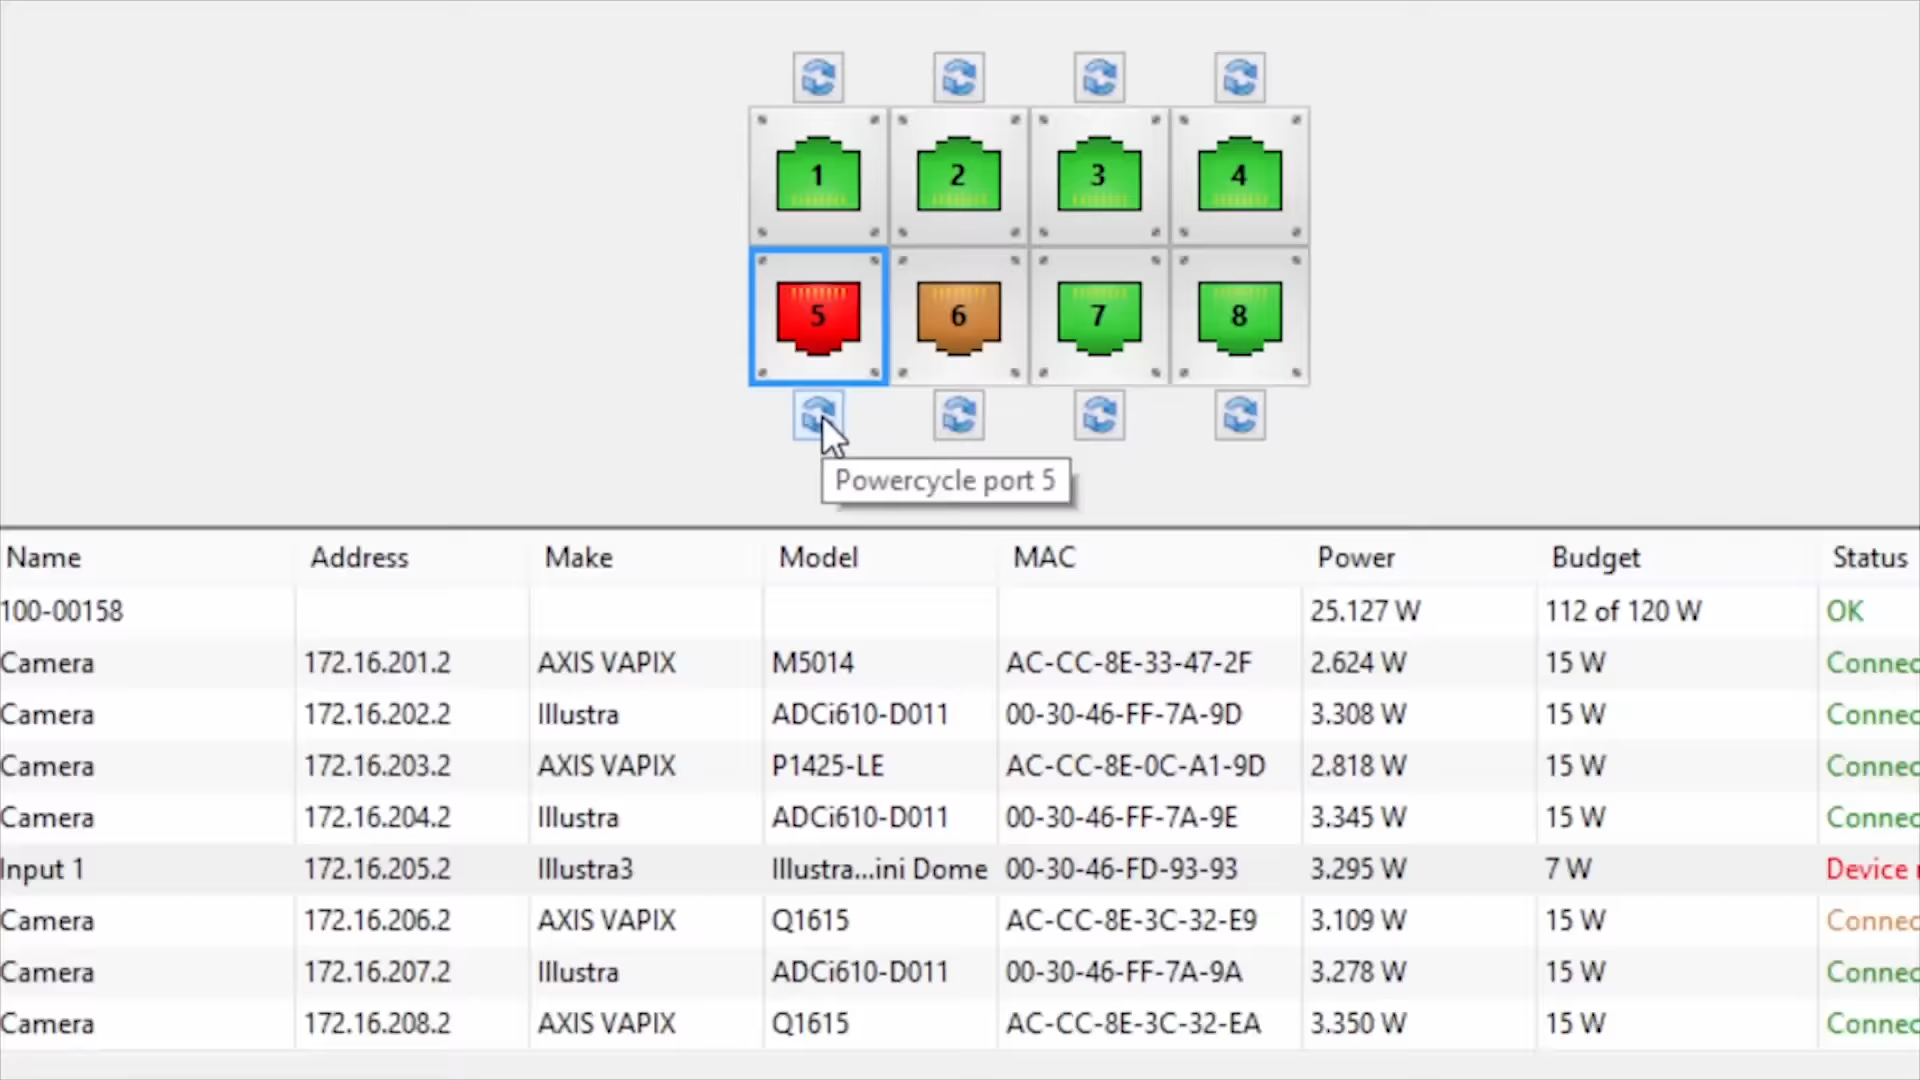 1 2 3 4
5 6 7 8
Powercycle port 5
Name Address Make Model MAC Power Budget Status
100-00158 25.127 W 112 of 120 W OK
Camera 172.16.201.2 AXIS VAPIX M5014 AC-CC-8E-33-47-2F 2.624 W 15 W Connec
Camera 172.16.202.2 Illustra ADCi610-D011 00-30-46-FF-7A-9D 3.308 W 15 W Connec
Camera 172.16.203.2 AXIS VAPIX P1425-LE AC-CC-8E-0C-A1-9D 2.818 W 15 W Connec
Camera 172.16.204.2 Illustra ADCi610-D011 00-30-46-FF-7A-9E 3.345 W 15 W Connec
Input 1 172.16.205.2 Illustra3 Illustra...ini Dome 00-30-46-FD-93-93 3.295 W 7 W Device
Camera 172.16.206.2 AXIS VAPIX Q1615 AC-CC-8E-3C-32-E9 3.109 W 15 W Connec
Camera 172.16.207.2 Illustra ADCi610-D011 00-30-46-FF-7A-9A 3.278 W 15 W Connec
Camera 172.16.208.2 AXIS VAPIX Q1615 AC-CC-8E-3C-32-EA 3.350 W 15 W Connec